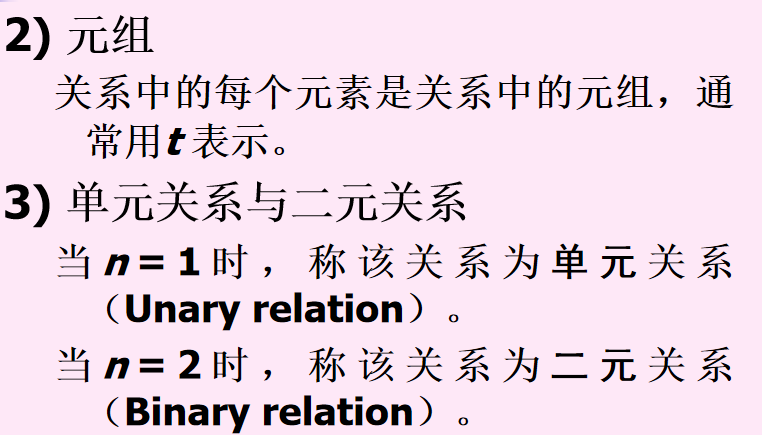 2) 元组
关系中的每个元素是关系中的元组，通
常用t 表示。
3) 单元关系与二元关系
当n = 1时，称该关系为单元关系
（Unary relation）。
当n = 2时，称该关系为二元关系
（Binary relation）。